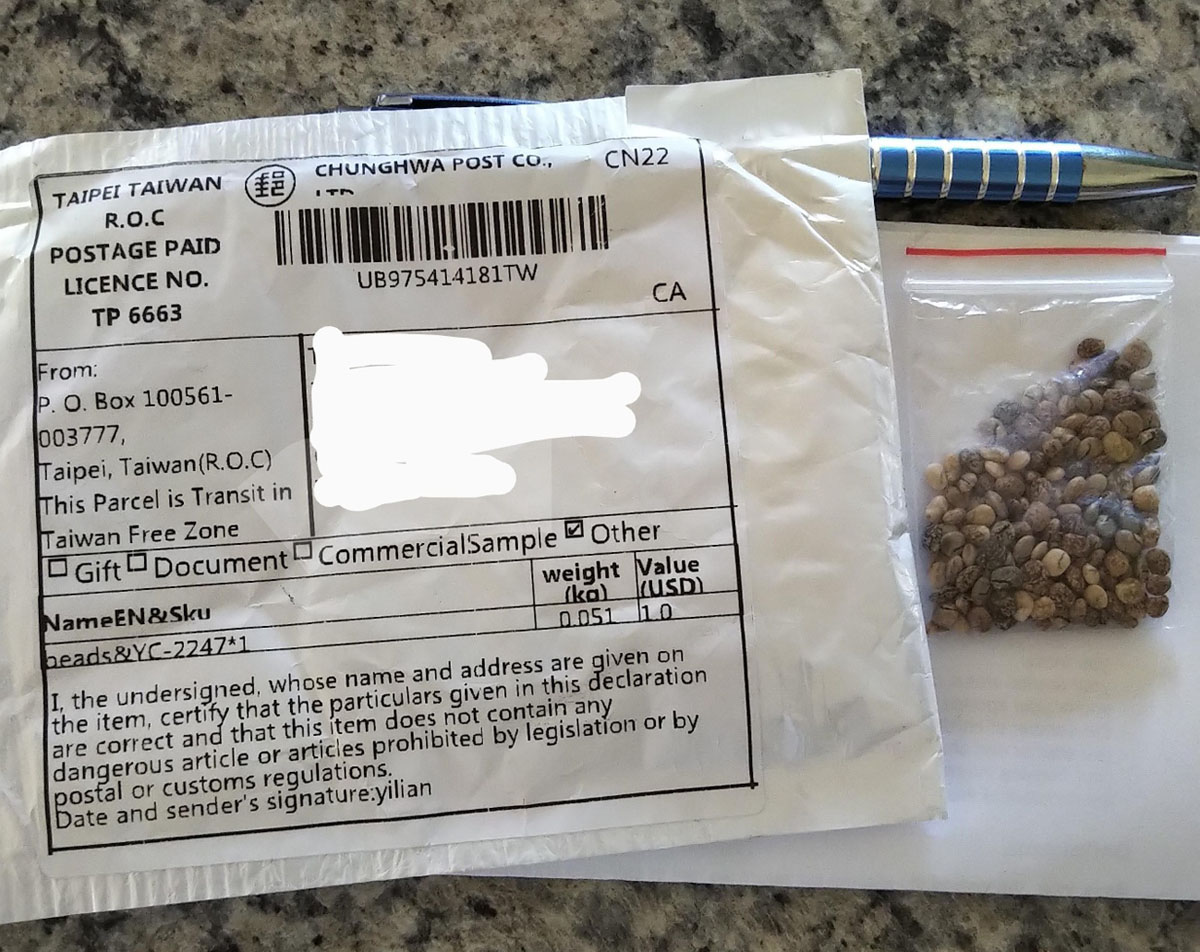 TAIPEI TAIWAN
R.O.C
POSTAGE PAID
LICENCE NO.
TP 6663
郵
CHUNGHWA POST CO.,
LTD
CN22
UB975414181TW
CA
From:
P. O. Box 100561-
003777,
Taipei, Taiwan(R.O.C)
This Parcel is Transit in
Taiwan Free Zone
Gift Document CommercialSample Other
NameEN&Sku
weight
(kg)
Value
(USD)
beads&YC-2247*1
0.051
1.0
I, the undersigned, whose name and address are given on
the item, certify that the particulars given in this declaration
are correct and that this item does not contain any
dangerous article or articles prohibited by legislation or by
postal or customs regulations.
Date and sender's signature:yilian